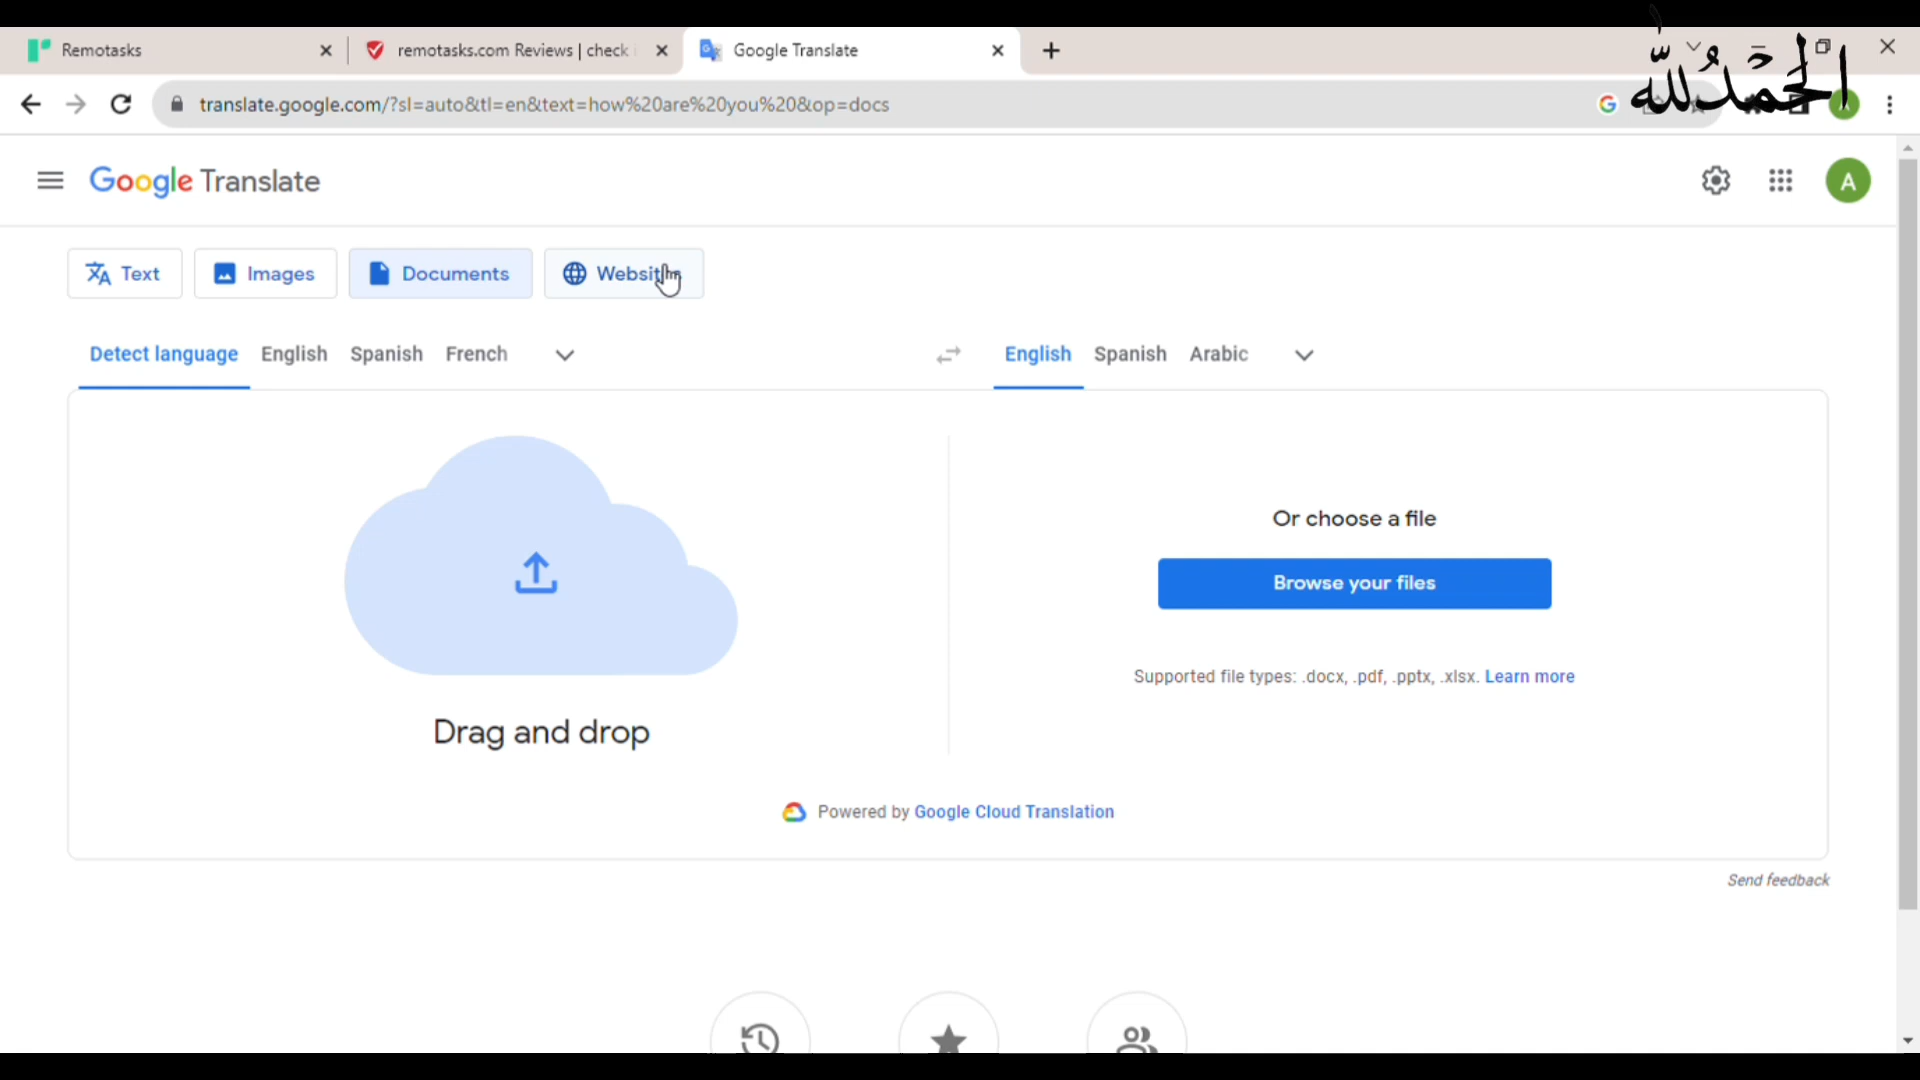 Remotasks
remotasks.com Reviews | check
Google Translate
translate.google.com/?sl=auto&tl=en&text=how%20are%20you%20&op=docs
الْحَمْدُ لِلَّٰهِ
Google Translate
A
Text
Images
Documents
Websites
Detect language
English
Spanish
French
English
Spanish
Arabic
Drag and drop
Or choose a file
Browse your files
Supported file types: .docx, .pdf, .pptx, .xlsx. Learn more
Powered by Google Cloud Translation
Send feedback